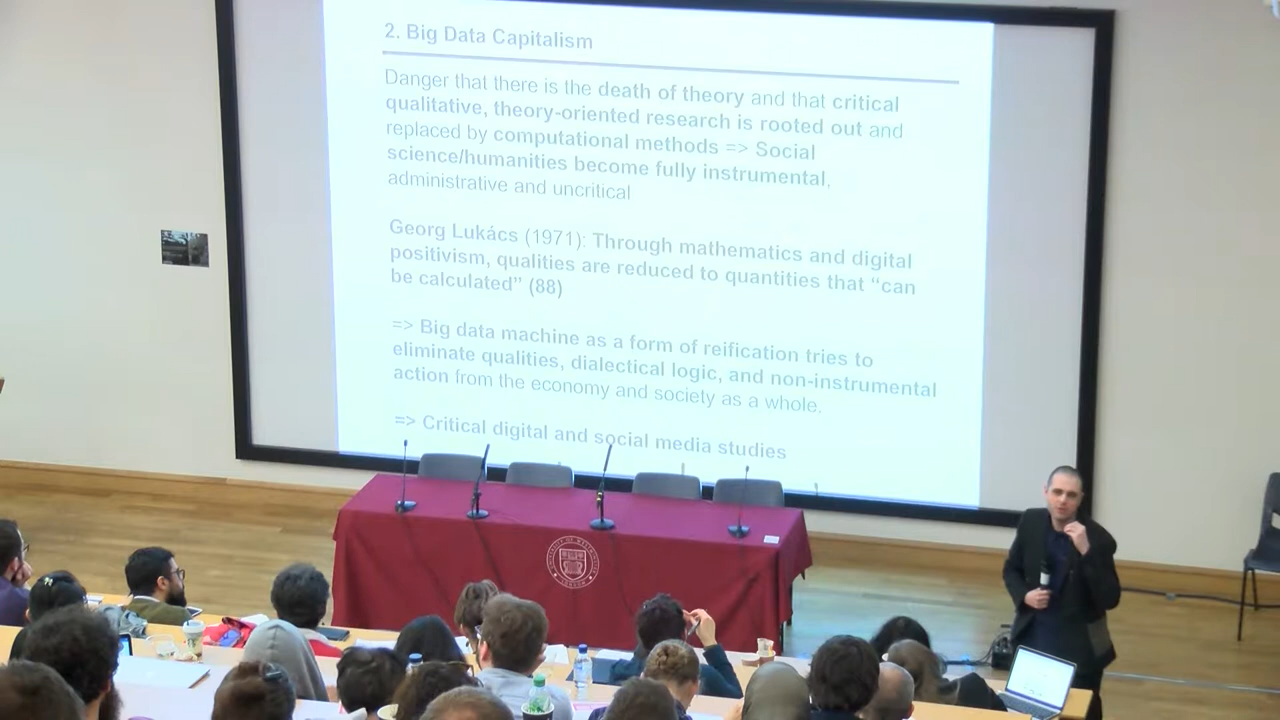 2. Big Data Capitalism
Danger that there is the death of theory and that critical
qualitative, theory-oriented research is rooted out and
replaced by computational methods => Social
science/humanities become fully instrumental,
administrative and uncritical
Georg Lukács (1971): Through mathematics and digital
positivism, qualities are reduced to quantities that “can
be calculated” (88)
=> Big data machine as a form of reification tries to
eliminate qualities, dialectical logic, and non-instrumental
action from the economy and society as a whole.
=> Critical digital and social media studies